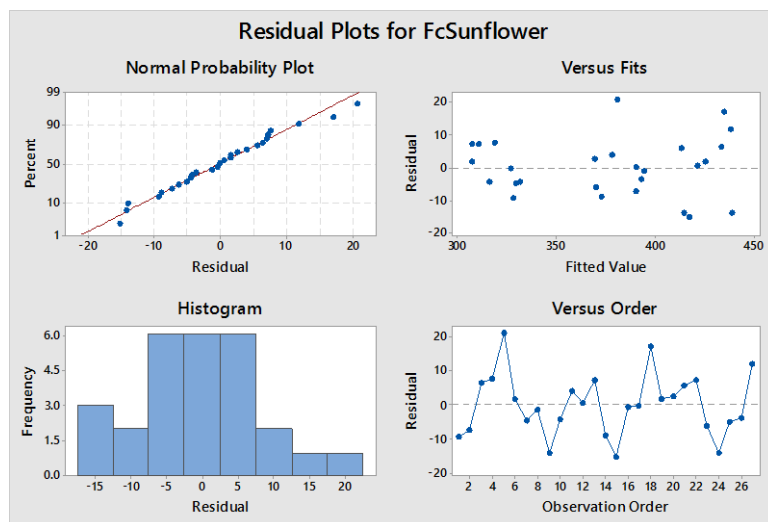 Residual Plots for FcSunflower
Normal Probability Plot
99
90
50
10
1
Percent
-20 -10 0 10 20
Residual
Versus Fits
20
10
0
-10
-20
Residual
300 350 400 450
Fitted Value
Histogram
6.0
4.5
3.0
1.5
0.0
Frequency
-15 -10 -5 0 5 10 15 20
Residual
Versus Order
20
10
0
-10
-20
Residual
2 4 6 8 10 12 14 16 18 20 22 24 26
Observation Order